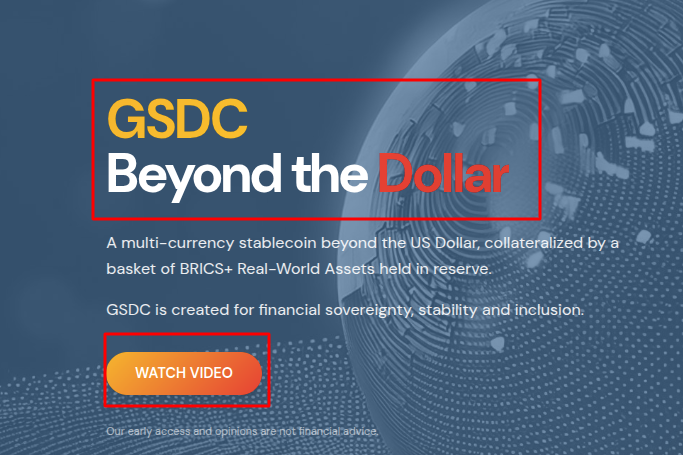 GSDC
Beyond the Dollar
A multi-currency stablecoin beyond the US Dollar, collateralized by a
basket of BRICS+ Real-World Assets held in reserve.
GSDC is created for financial sovereignty, stability and inclusion.
WATCH VIDEO
Our early access and opinions are not financial advice.